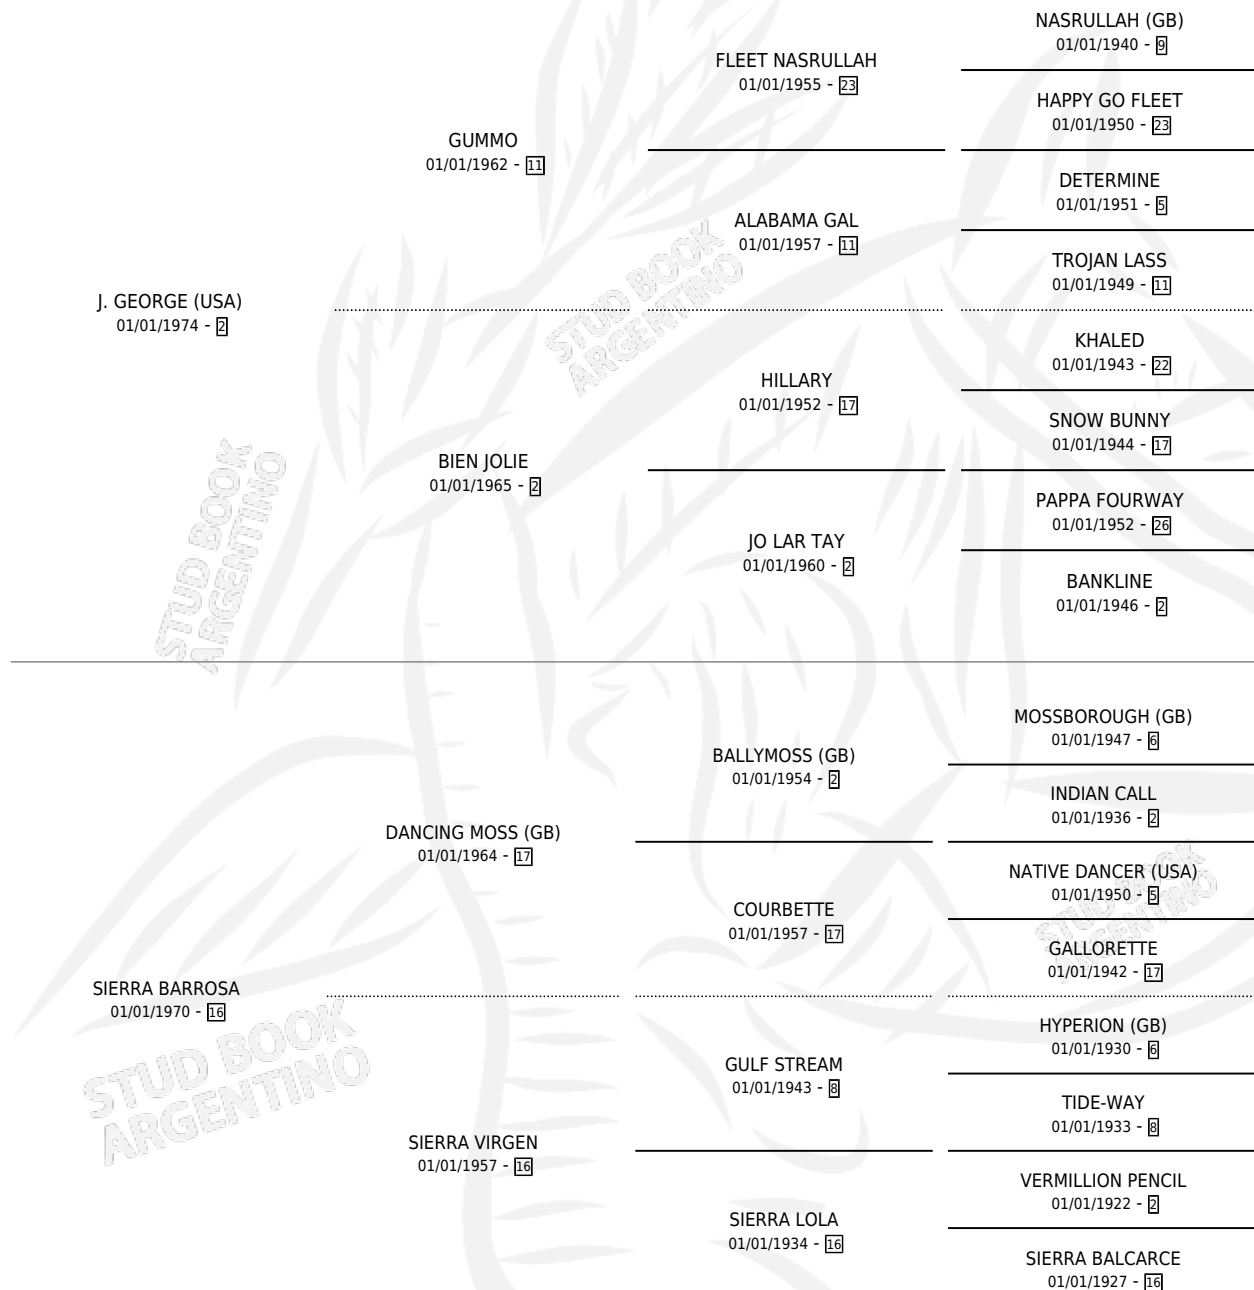 NASRULLAH (GB)
01/01/1940 - 9
FLEET NASRULLAH
01/01/1955 - 23
HAPPY GO FLEET
01/01/1950 - 23
GUMMO
01/01/1962 - 11
DETERMINE
01/01/1951 - 5
ALABAMA GAL
01/01/1957 - 11
TROJAN LASS
01/01/1949 - 11
J. GEORGE (USA)
01/01/1974 - 2
KHALED
01/01/1943 - 22
HILLARY
01/01/1952 - 17
SNOW BUNNY
01/01/1944 - 17
BIEN JOLIE
01/01/1965 - 2
PAPPA FOURWAY
01/01/1952 - 26
JO LAR TAY
01/01/1960 - 2
BANKLINE
01/01/1946 - 2
MOSSBOROUGH (GB)
01/01/1947 - 6
BALLYMOSS (GB)
01/01/1954 - 2
INDIAN CALL
01/01/1936 - 2
DANCING MOSS (GB)
01/01/1964 - 17
NATIVE DANCER (USA)
01/01/1950 - 5
COURBETTE
01/01/1957 - 17
GALLORETTE
01/01/1942 - 17
SIERRA BARROSA
01/01/1970 - 16
HYPERION (GB)
01/01/1930 - 6
GULF STREAM
01/01/1943 - 8
TIDE-WAY
01/01/1933 - 8
SIERRA VIRGEN
01/01/1957 - 16
VERMILLION PENCIL
01/01/1922 - 2
SIERRA LOLA
01/01/1934 - 16
SIERRA BALCARCE
01/01/1927 - 16
STUD BOOK
ARGENTINO
STUD BOOK
ARGENTINO
STUD BOOK
ARGENTINO
STUD BOOK
ARGENTINO